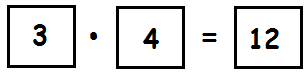 3 • 4 = 12